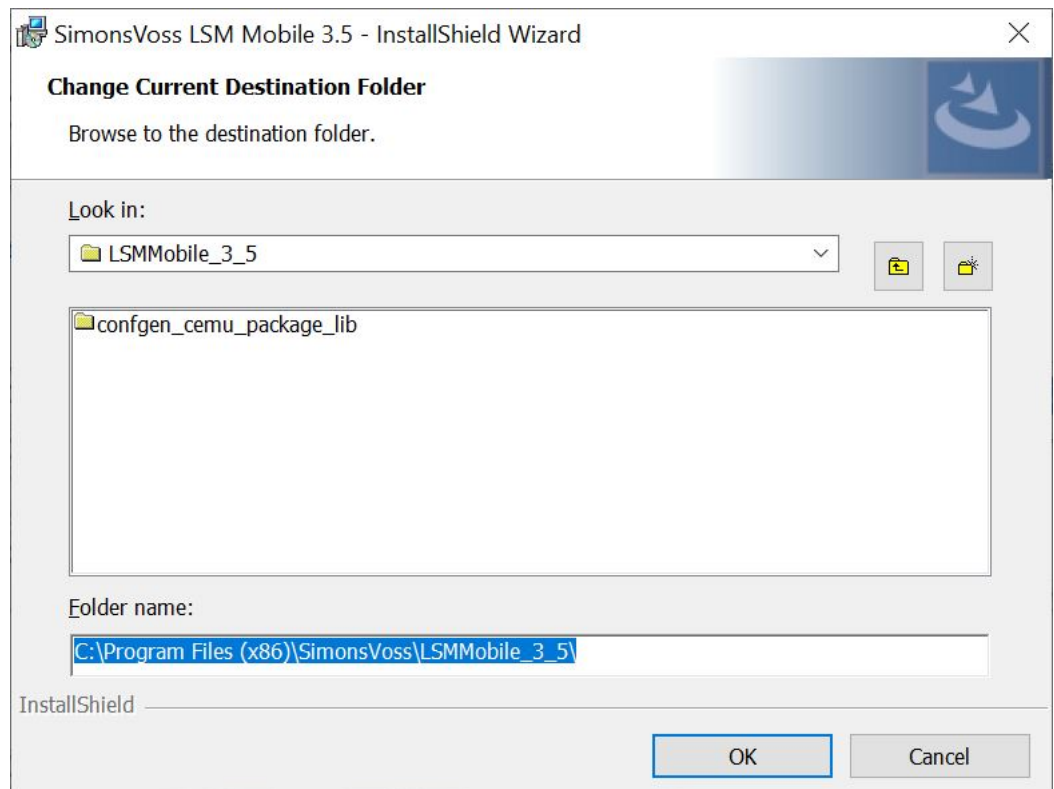 SimonsVoss LSM Mobile 3.5 - InstallShield Wizard
Change Current Destination Folder
Browse to the destination folder.
Look in:
LSMMobile_3_5
confgen_cemu_package_lib
Folder name:
C:\Program Files (x86)\SimonsVoss\LSMMobile_3_5\
InstallShield
OK Cancel